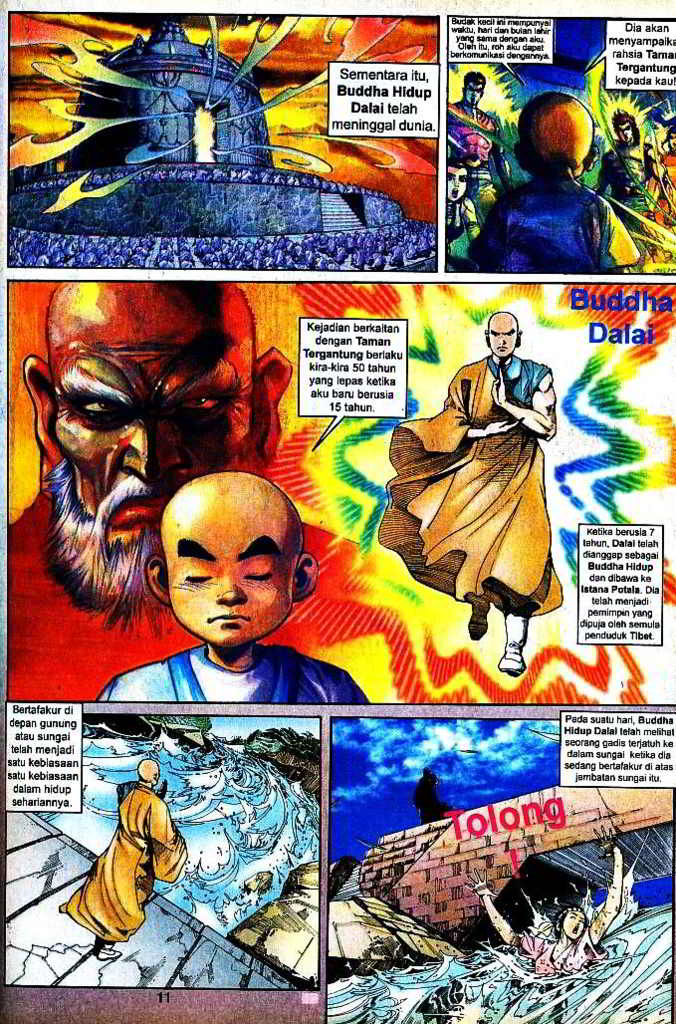 Sementara itu,
Buddha Hidup
Dalai telah
meninggal dunia.
Budak kecil ini mempunyai
waktu, hari dan bulan lahir
yang sama dengan aku.
Oleh itu, roh aku dapat
berkomunikasi dengannya.
Dia akan
menyampaika
rahsia Taman
Tergantung
kepada kau!
Kejadian berkaitan
dengan Taman
Tergantung berlaku
kira-kira 50 tahun
yang lepas ketika
aku baru berusia
15 tahun.
Buddha
Dalai
Ketika berusia 7
tahun, Dalai telah
dianggap sebagai
Buddha Hidup
dan dibawa ke
Istana Potala. Dia
telah menjadi
pemimpin yang
dipuja oleh semula
penduduk Tibet.
Bertafakur di
depan gunung
atau sungai
telah menjadi
satu kebiasaan
satu kebiasaan
dalam hidup
sehariannya.
Pada suatu hari, Buddha
Hidup Dalai telah melihat
seorang gadis terjatuh ke
dalam sungai ketika dia
sedang bertafakur di atas
jambatan sungai itu.
Tolong
!
11